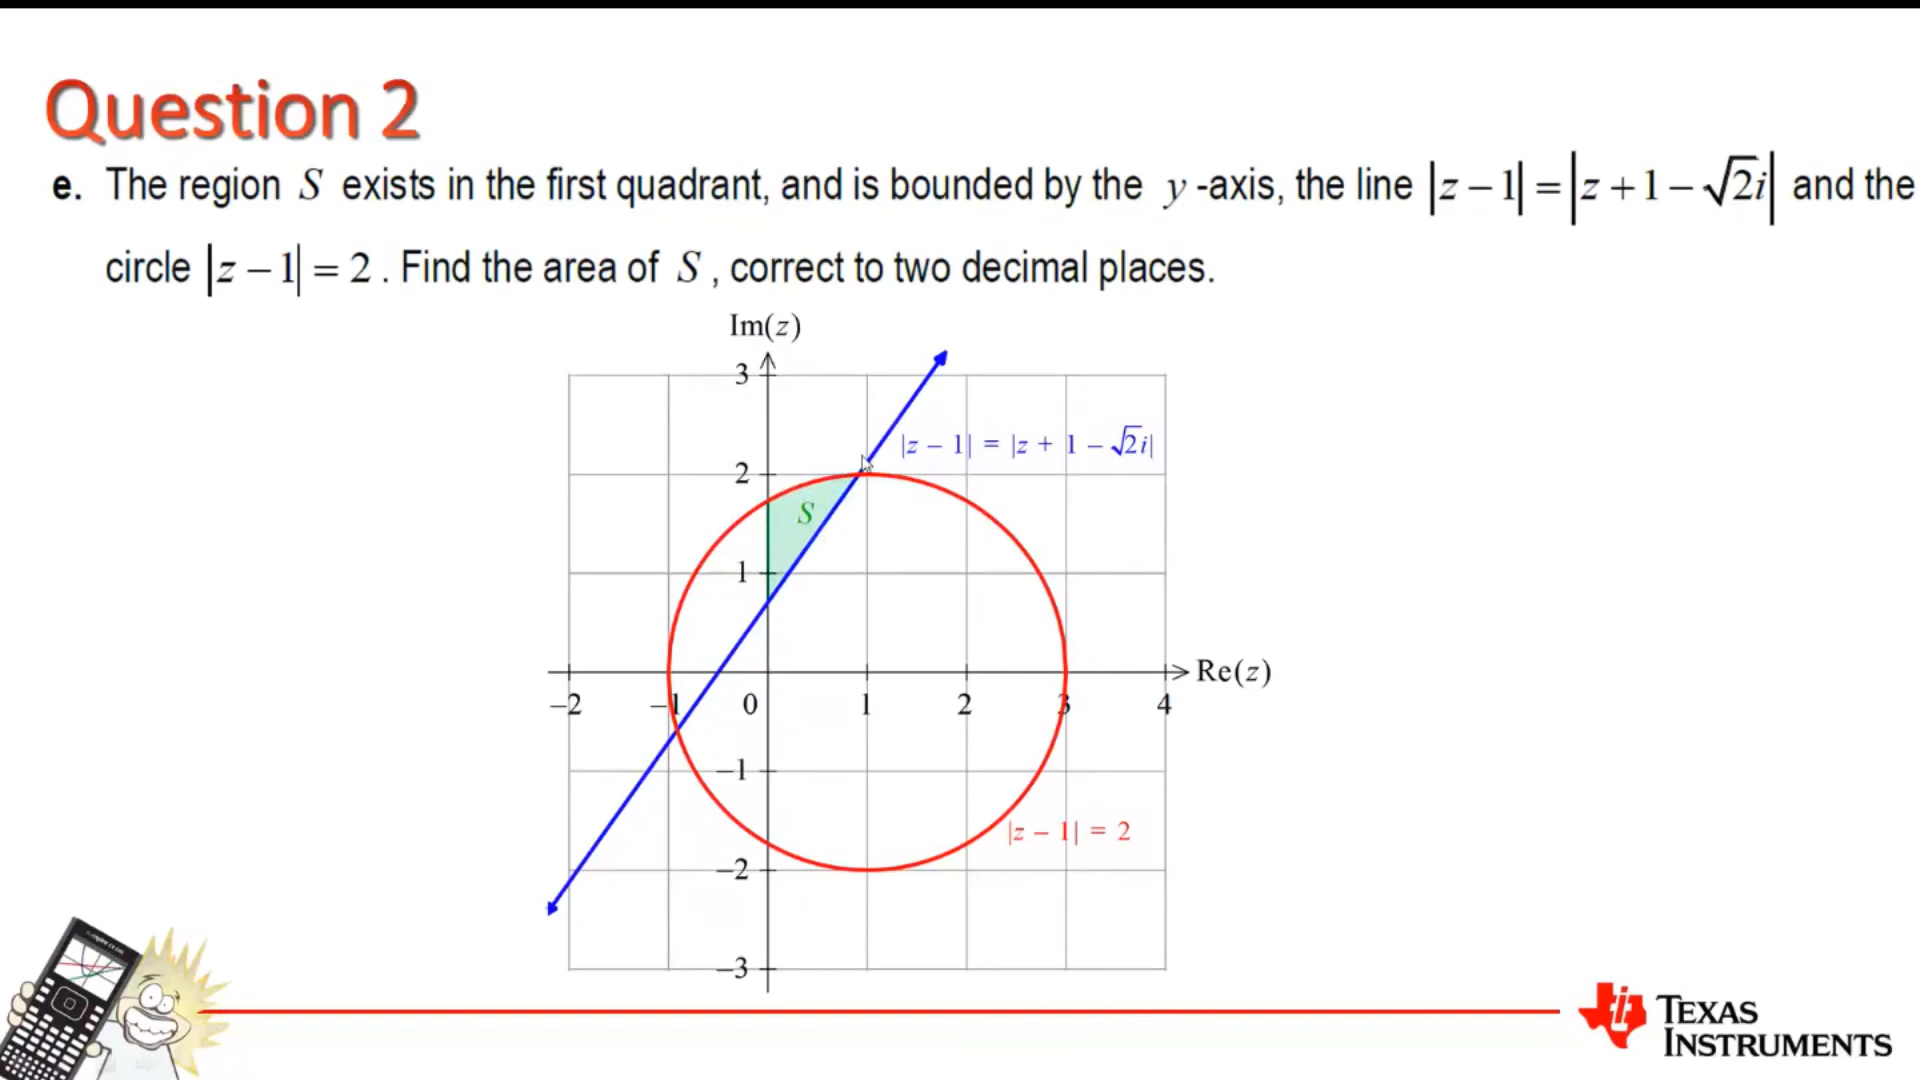 Question 2
e. The region S exists in the first quadrant, and is bounded by the y-axis, the line |z − 1| = |z + 1 − √2i| and the
circle |z − 1| = 2. Find the area of S, correct to two decimal places.
Im(z)
3
|z − 1| = |z + 1 − √2i|
2
S
1
Re(z)
−2 −1 0 1 2 3 4
−1
|z − 1| = 2
−2
−3
TEXAS
INSTRUMENTS